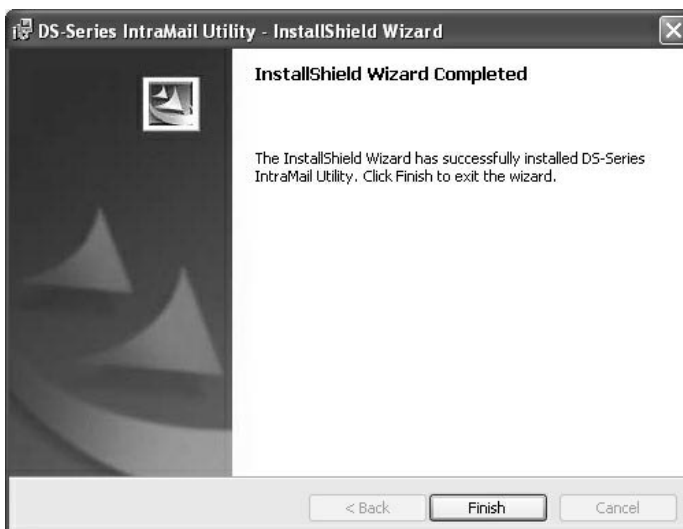 DS-Series IntraMail Utility - InstallShield Wizard
InstallShield Wizard Completed
The InstallShield Wizard has successfully installed DS-Series
IntraMail Utility. Click Finish to exit the wizard.
< Back Finish Cancel